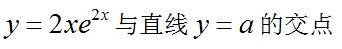 y = 2xe^{2x} 与直线 y = a 的交点